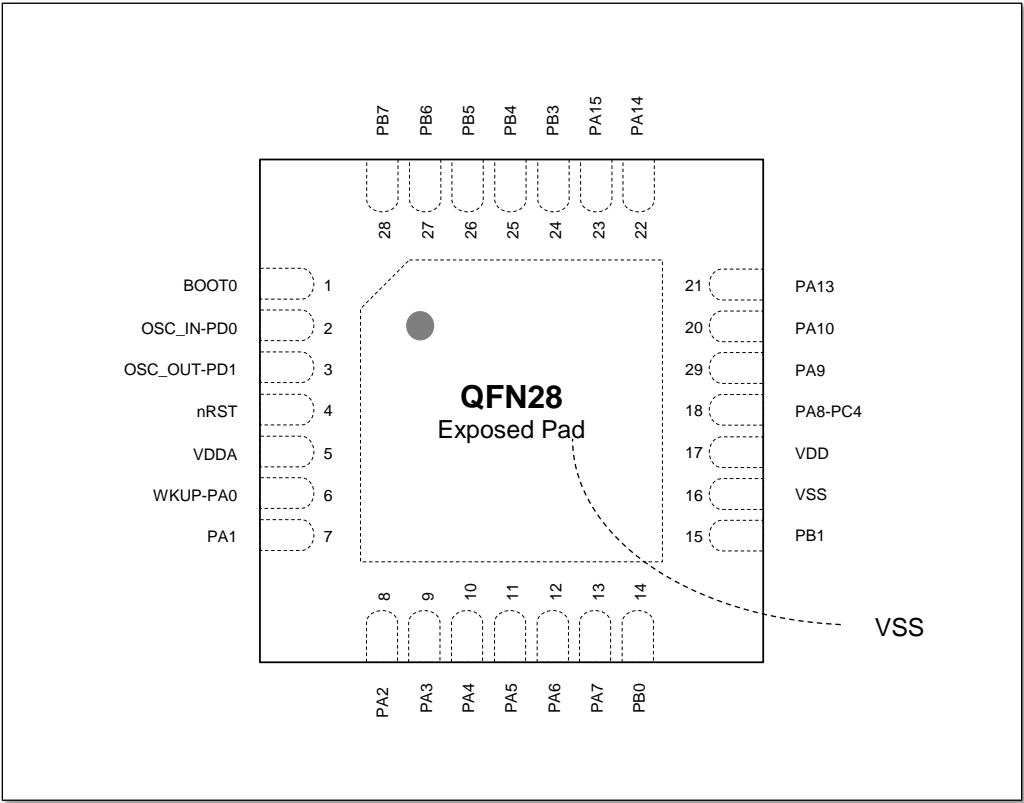 PB7 PB6 PB5 PB4 PB3 PA15 PA14
28 27 26 25 24 23 22
BOOT0 1 21 PA13
OSC_IN-PD0 2 20 PA10
OSC_OUT-PD1 3 29 PA9
nRST 4 18 PA8-PC4
VDDA 5 17 VDD
WKUP-PA0 6 16 VSS
PA1 7 15 PB1
QFN28
Exposed Pad
8 9 10 11 12 13 14
PA2 PA3 PA4 PA5 PA6 PA7 PB0
VSS